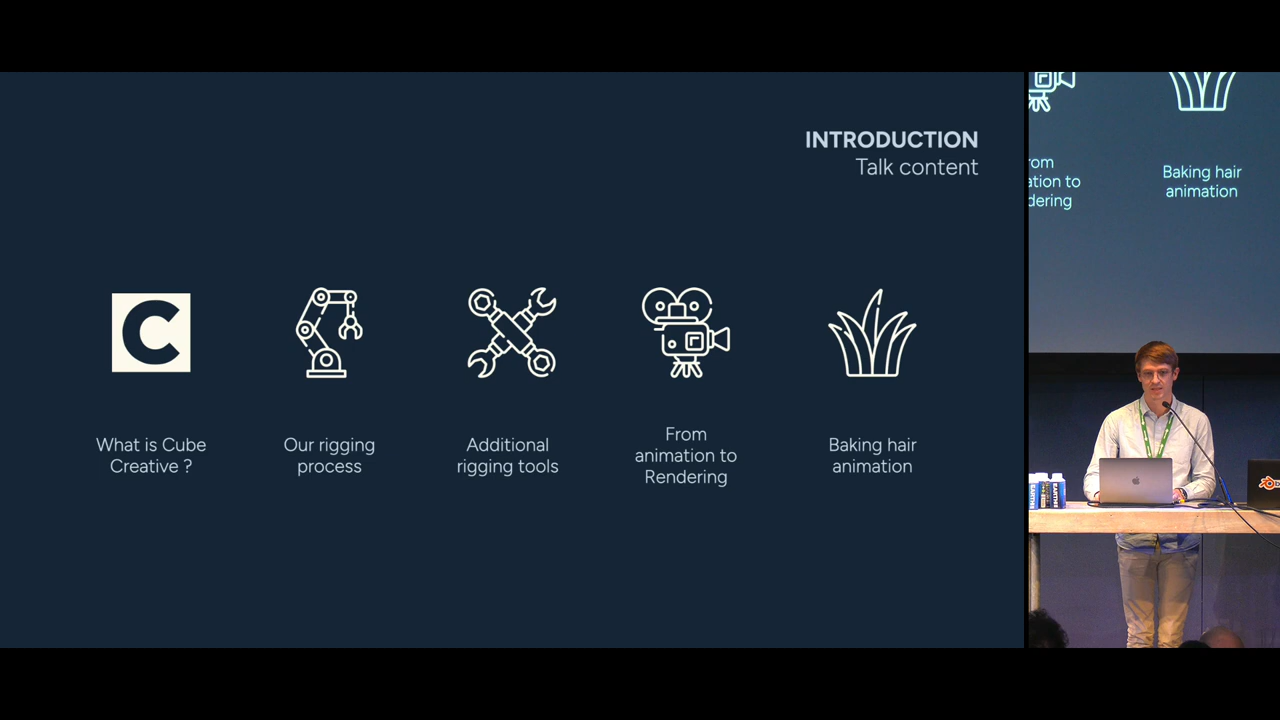 INTRODUCTION
Talk content
C
What is Cube
Creative ?
Our rigging
process
Additional
rigging tools
From
animation to
Rendering
Baking hair
animation
rom
ation to
dering
Baking hair
animation
EARTH